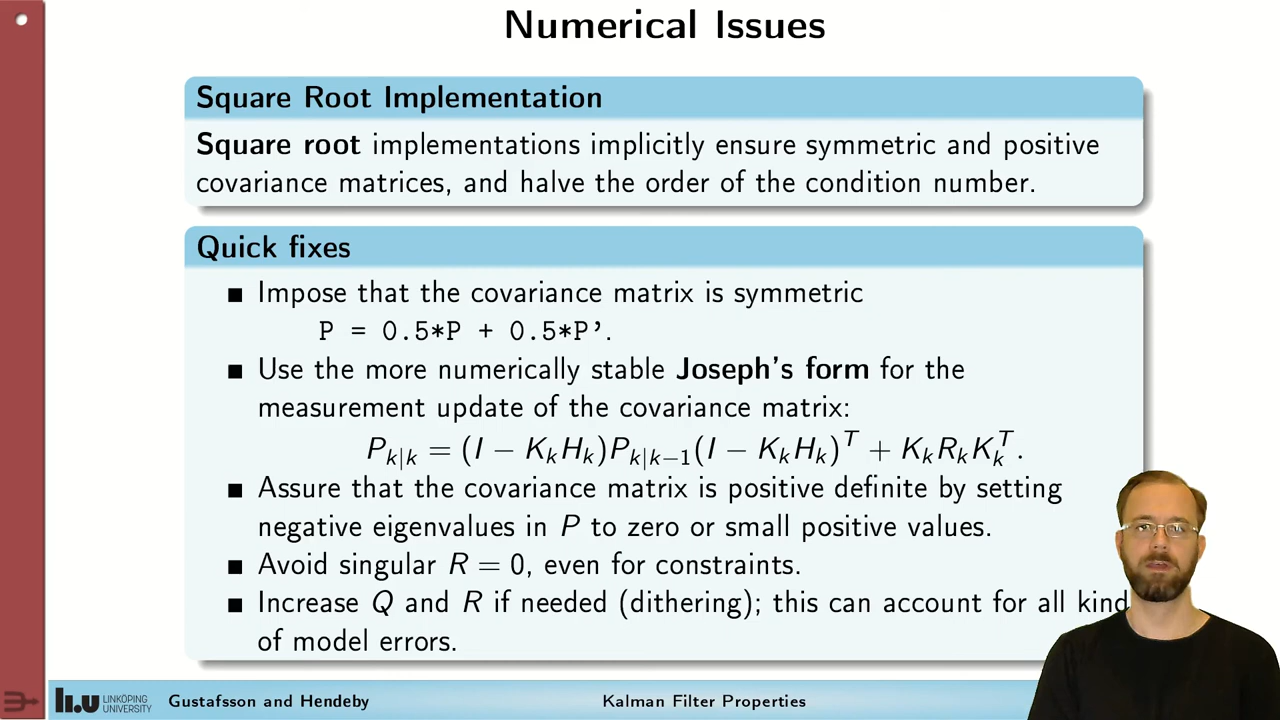 Numerical Issues
Square Root Implementation
Square root implementations implicitly ensure symmetric and positive
covariance matrices, and halve the order of the condition number.
Quick fixes
■ Impose that the covariance matrix is symmetric
P = 0.5*P + 0.5*P’.
■ Use the more numerically stable Joseph’s form for the
measurement update of the covariance matrix:
P_{k|k} = (I − K_k H_k)P_{k|k−1}(I − K_k H_k)^T + K_k R_k K_k^T.
■ Assure that the covariance matrix is positive definite by setting
negative eigenvalues in P to zero or small positive values.
■ Avoid singular R = 0, even for constraints.
■ Increase Q and R if needed (dithering); this can account for all kind
of model errors.
LINKÖPING
UNIVERSITY
Gustafsson and Hendeby
Kalman Filter Properties